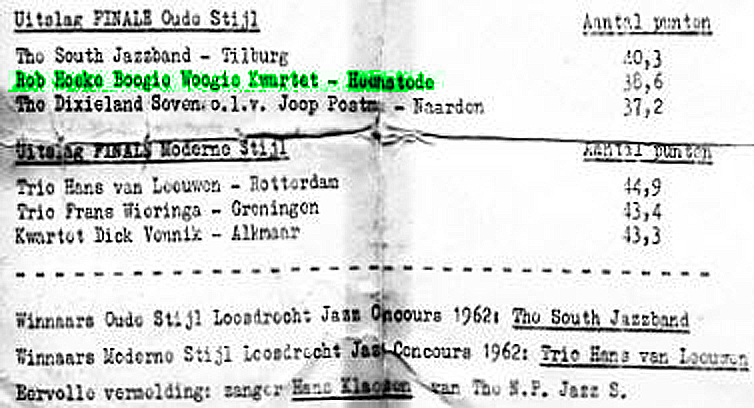 Uitslag FINALE Oude Stijl Aantal punten
The South Jazzband - Tilburg 40,3
Rob Hoeke Boogie Woogie Kwartet - Heemstede 38,6
The Dixieland Seven o.l.v. Joop Postma - Naarden 37,2
Uitslag FINALE Moderne Stijl Aantal punten
Trio Hans van Leeuwen - Rotterdam 44,9
Trio Frans Wieringa - Groningen 43,4
Kwartet Dick Vennik - Alkmaar 43,3
Winnaars Oude Stijl Loosdrecht Jazz Concours 1962: The South Jazzband
Winnaars Moderne Stijl Loosdrecht Jazz Concours 1962: Trio Hans van Leeuwen
Eervolle vermelding: zanger Hans van The N.P. Jazz S.